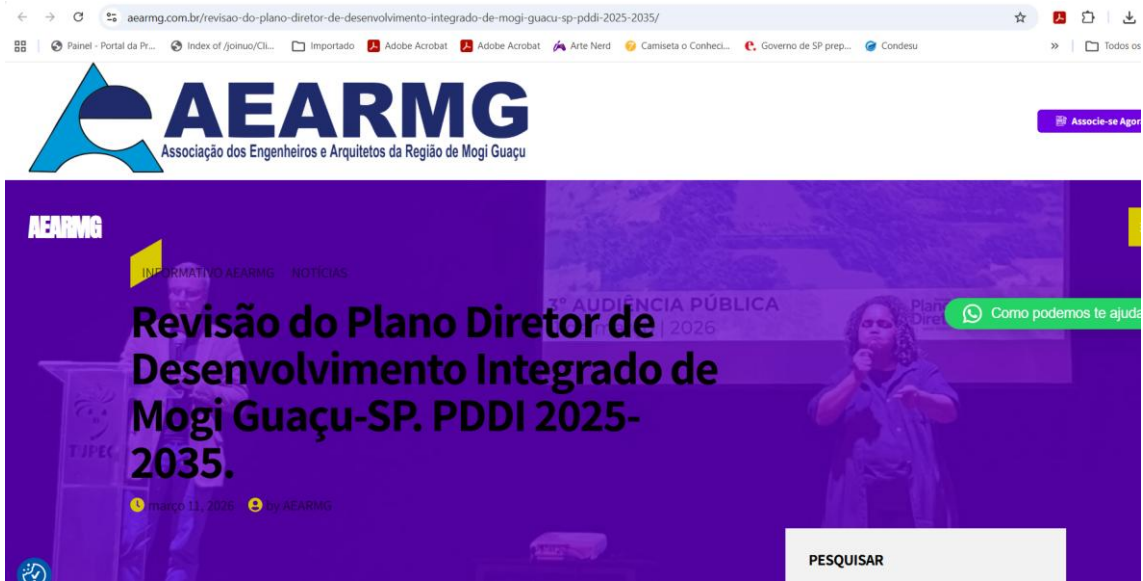 aearmg.com.br/revisao-do-plano-diretor-de-desenvolvimento-integrado-de-mogi-guacu-sp-pddi-2025-2035/
Painel - Portal da Pr... Index of /joinuo/Cli... Importado Adobe Acrobat Adobe Acrobat Arte Nerd Camiseta o Conheci... Governo de SP prep... Condesu » Todos os
AEARMG
Associação dos Engenheiros e Arquitetos da Região de Mogi Guaçu
Associe-se Agor
AEARMG
INFORMATIVO AEARMG NOTÍCIAS
3ª AUDIÊNCIA PÚBLICA
2026
Como podemos te ajuda
Revisão do Plano Diretor de
Desenvolvimento Integrado de
Mogi Guaçu-SP. PDDI 2025-
2035.
março 11, 2026 by AEARMG
PESQUISAR